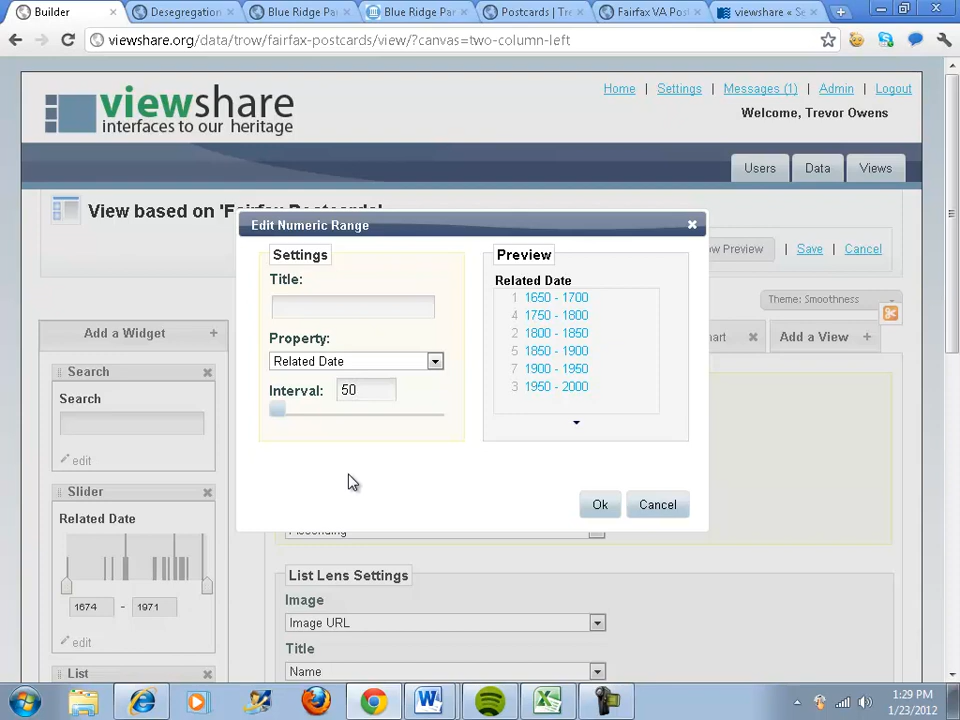 Builder
Desegregation
Blue Ridge Par
Blue Ridge Par
Postcards | Tre
Fairfax VA Pos
viewshare « Se
viewshare.org/data/trow/fairfax-postcards/view/?canvas=two-column-left
viewshare
interfaces to our heritage
Home | Settings | Messages (1) | Admin | Logout
Welcome, Trevor Owens
Users Data Views
View based on 'Fairfax Postcards'
Edit Numeric Range
Preview | Save | Cancel
Settings
Title:
Property:
Related Date
Interval: 50
Preview
Related Date
1 1650 - 1700
4 1750 - 1800
2 1800 - 1850
5 1850 - 1900
7 1900 - 1950
3 1950 - 2000
Ok Cancel
Theme: Smoothness
Add a View +
Add a Widget +
Search
Search
edit
Slider
Related Date
1674 - 1971
edit
List
Ascending
List Lens Settings
Image
Image URL
Title
Name
1:29 PM
1/23/2012